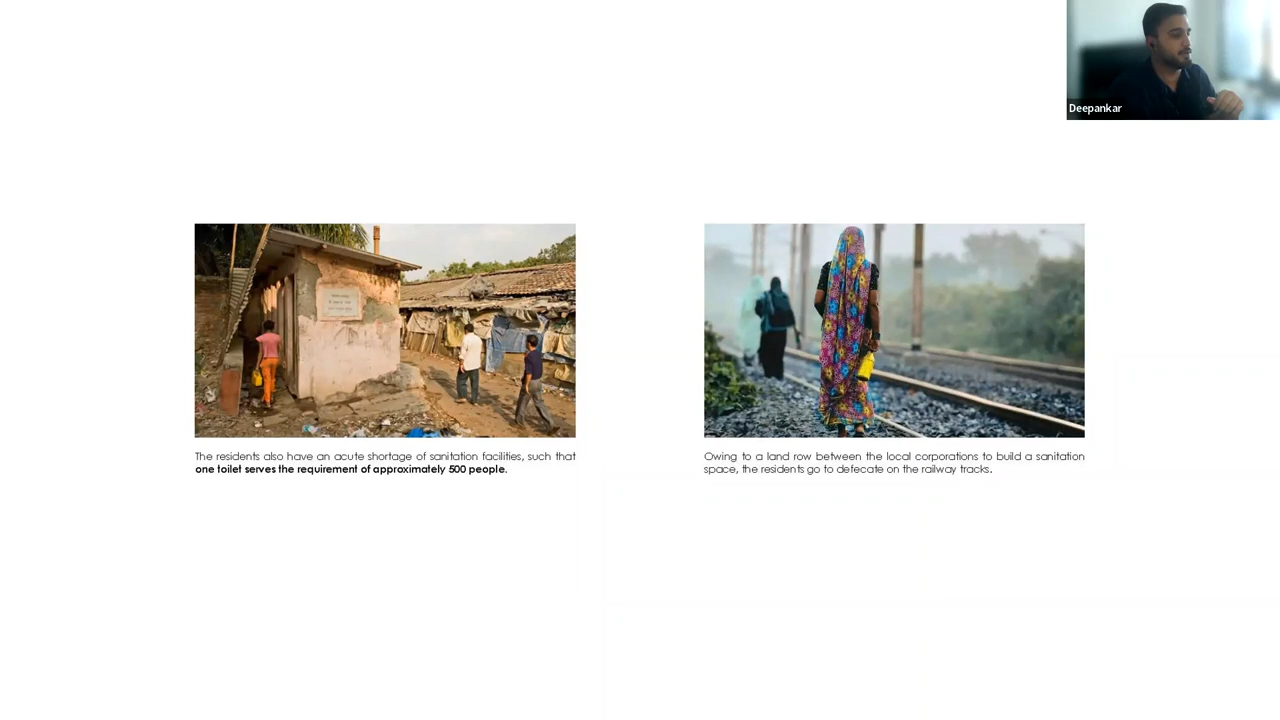 Deepankar
The residents also have an acute shortage of sanitation facilities, such that
one toilet serves the requirement of approximately 500 people.
Owing to a land row between the local corporations to build a sanitation
space, the residents go to defecate on the railway tracks.